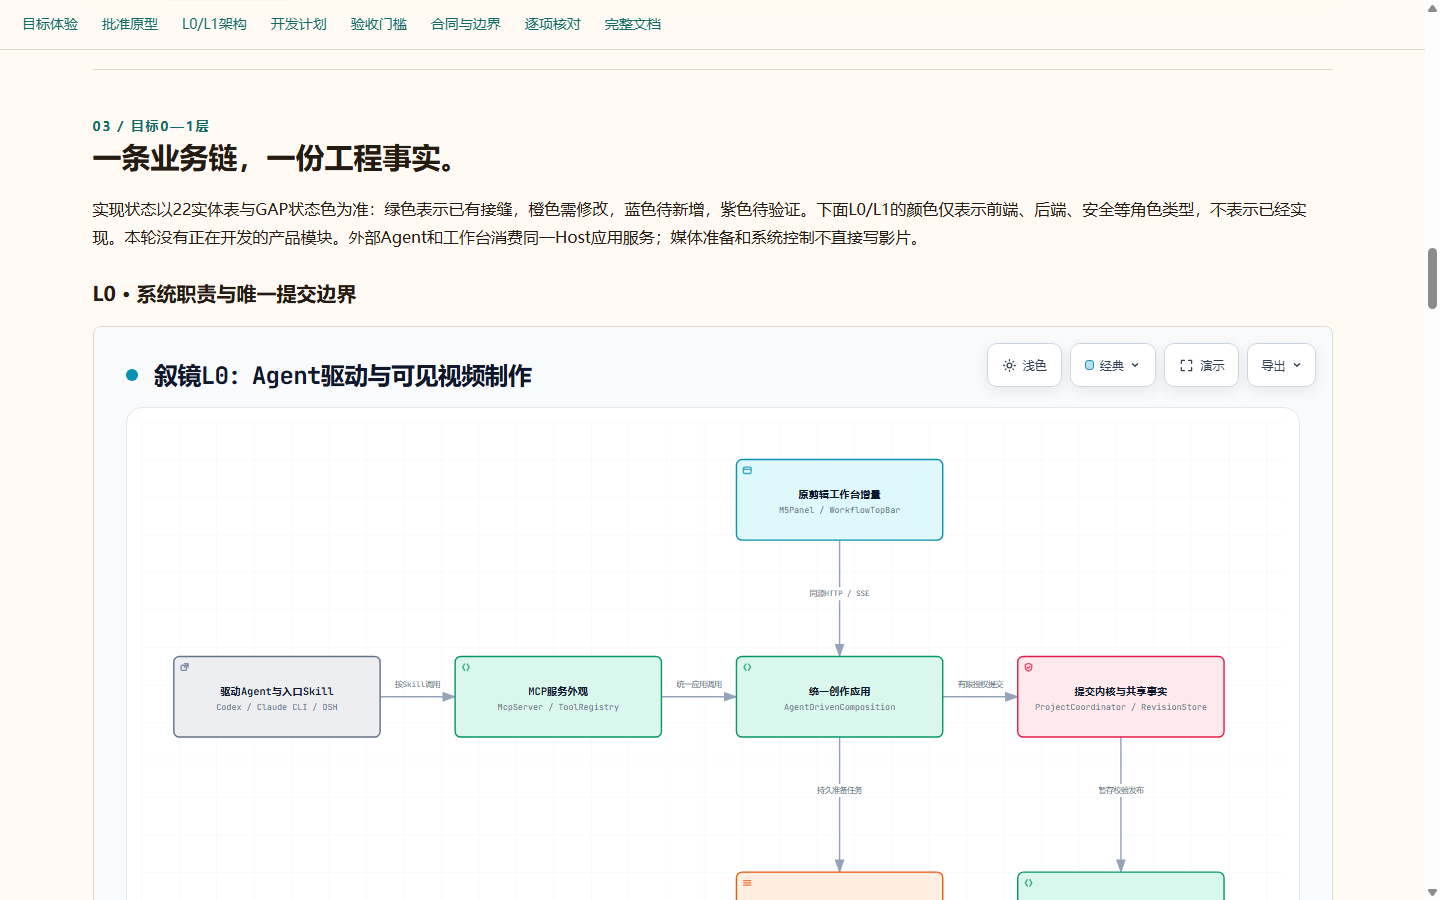 目标体验 批准原型 L0/L1架构 开发计划 验收门槛 合同与边界 逐项核对 完整文档
03 / 目标0—1层
一条业务链，一份工程事实。
实现状态以22实体表与GAP状态色为准：绿色表示已有接缝，橙色需修改，蓝色待新增，紫色待验证。下面L0/L1的颜色仅表示前端、后端、安全等角色类型，不表示已经实
现。本轮没有正在开发的产品模块。外部Agent和工作台消费同一Host应用服务；媒体准备和系统控制不直接写影片。
L0 • 系统职责与唯一提交边界
叙镜L0：Agent驱动与可见视频制作
浅色 经典 演示 导出
原剪辑工作台增量
M5Panel / WorkflowTopBar
同源HTTP / SSE
驱动Agent与入口Skill
Codex / Claude CLI / DSH
按Skill调用
MCP服务外观
McpServer / ToolRegistry
统一应用调用
统一创作应用
AgentDrivenComposition
有限授权提交
提交内核与共享事实
ProjectCoordinator / RevisionStore
持久准备任务
暂存校验发布